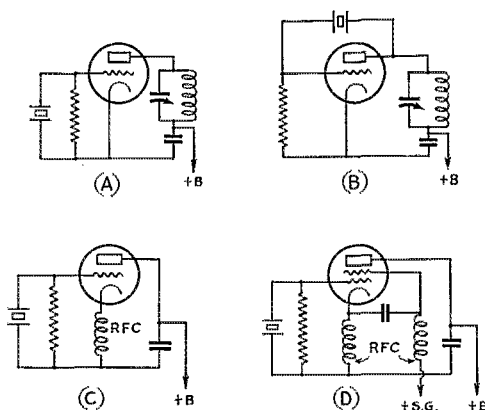 +B
(A)
+B
(B)
RFC
+B
(C)
RFC
+S.G.
+B
(D)